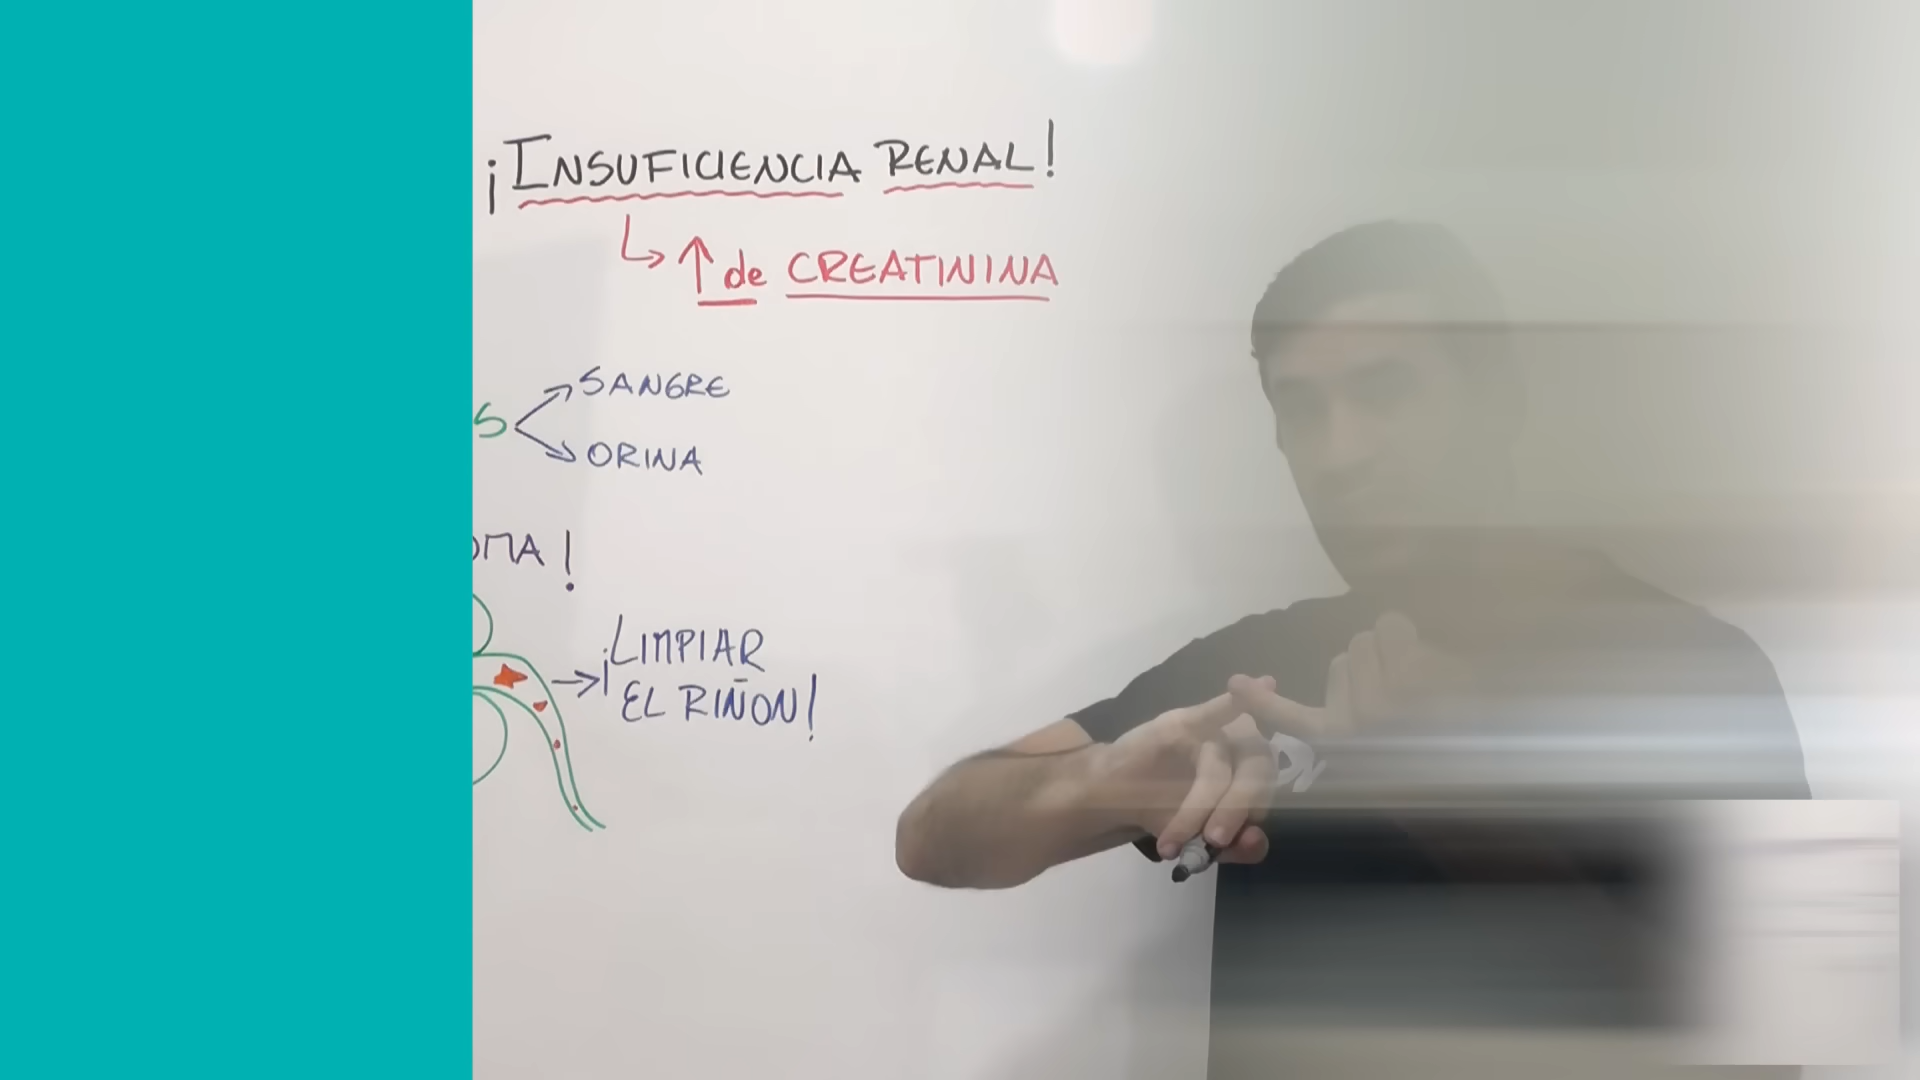 ¡INSUFICIENCIA RENAL!
↑ de CREATININA
SANGRE
ORINA
¡LIMPIAR
EL RIÑON!